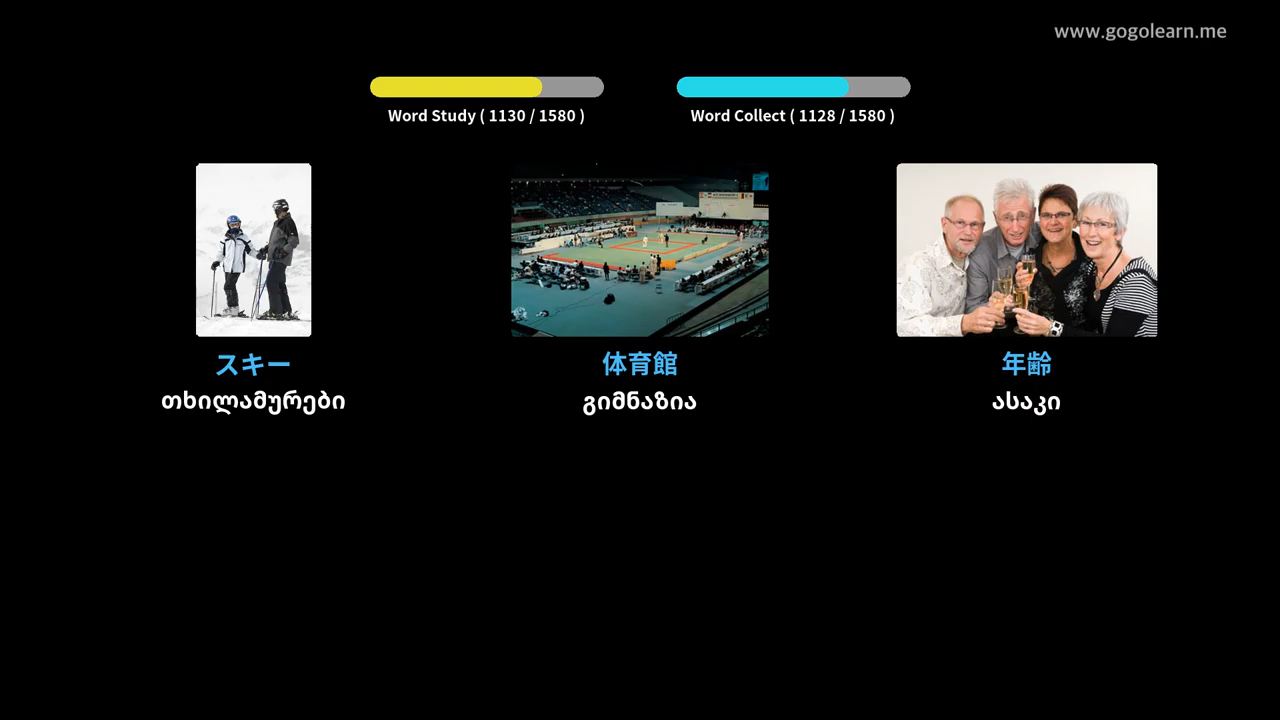 www.gogolearn.me
Word Study ( 1130 / 1580 )
Word Collect ( 1128 / 1580 )
スキー
体育館
年齢
თხილამურები
გიმნაზია
ასაკი